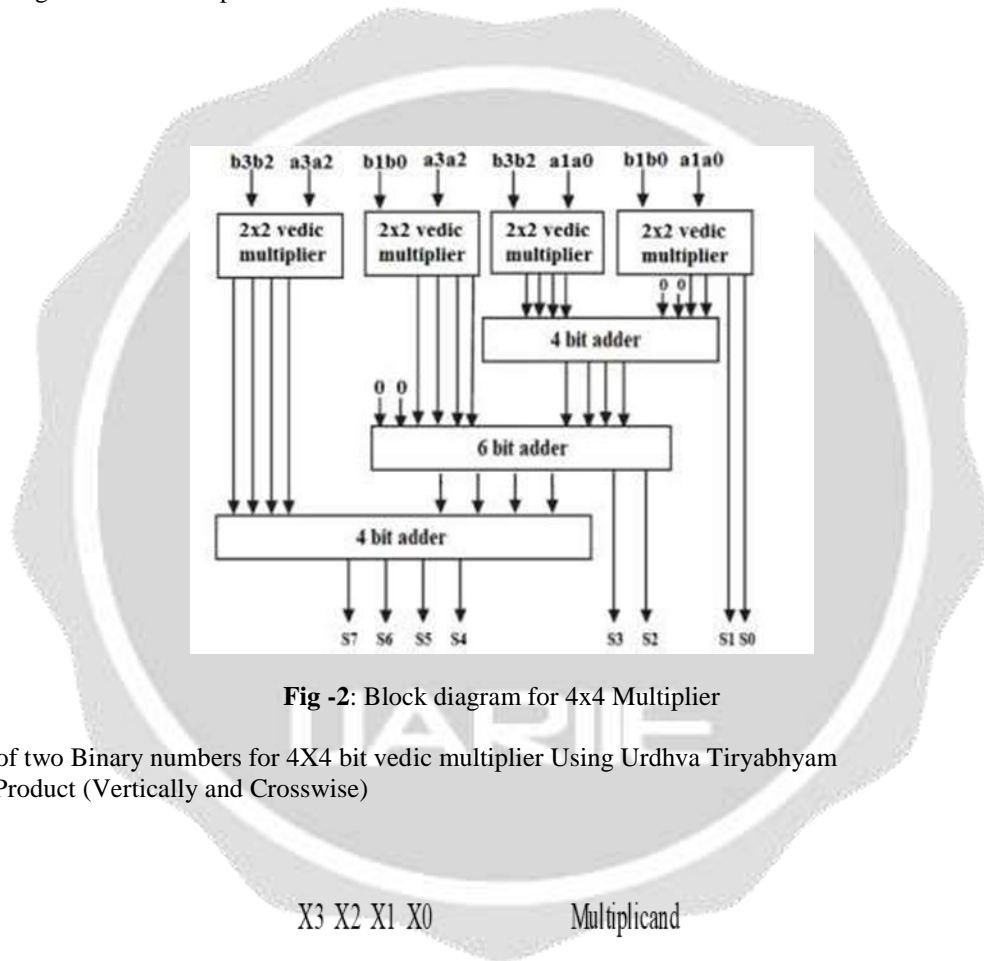 b3b2 a3a2 b1b0 a3a2 b3b2 a1a0 b1b0 a1a0
2x2 vedic multiplier
2x2 vedic multiplier
2x2 vedic multiplier
2x2 vedic multiplier
0 0
4 bit adder
0 0
6 bit adder
4 bit adder
S7 S6 S5 S4 S3 S2 S1 S0
Fig -2: Block diagram for 4x4 Multiplier
of two Binary numbers for 4X4 bit vedic multiplier Using Urdhva Tiryabhyam
Product (Vertically and Crosswise)
X3 X2 X1 X0 Multiplicand